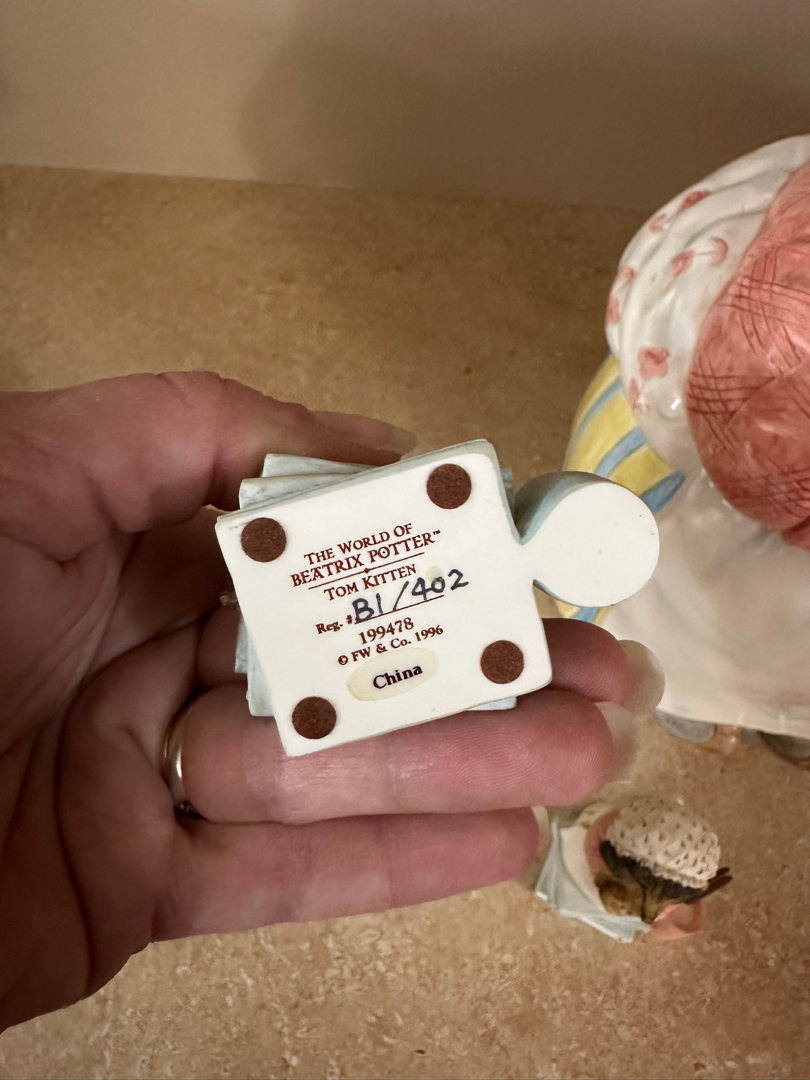 THE WORLD OF
BEATRIX POTTER™
TOM KITTEN
Reg. # B1/402
199478
© FW & Co. 1996
China